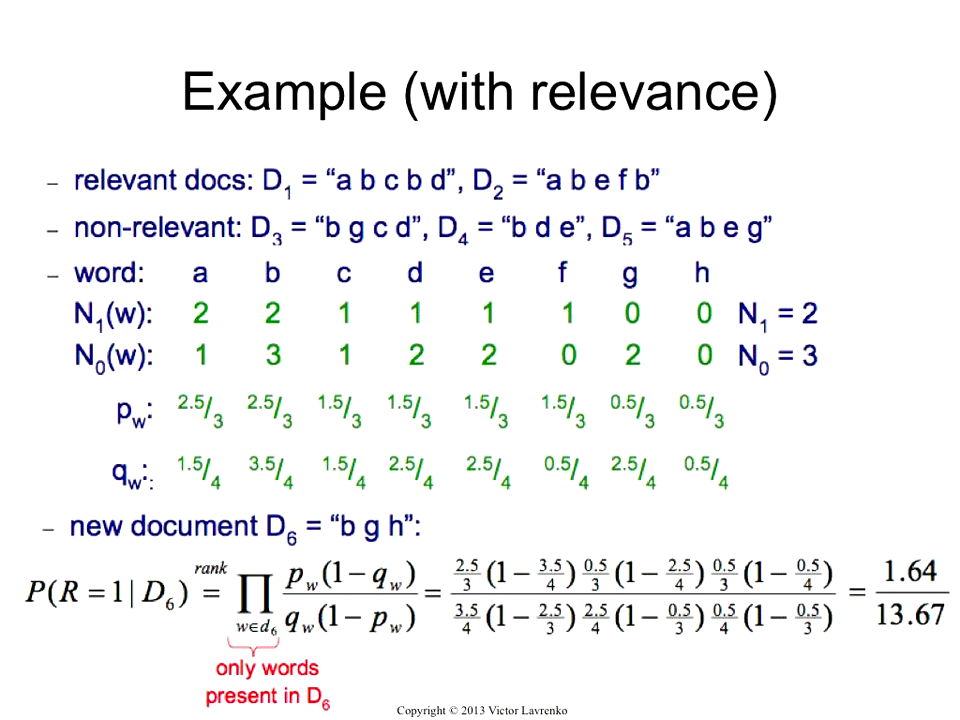 Example (with relevance)
– relevant docs: D1 = “a b c b d”, D2 = “a b e f b”
– non-relevant: D3 = “b g c d”, D4 = “b d e”, D5 = “a b e g”
– word: a b c d e f g h
N1(w): 2 2 1 1 1 1 0 0 N1 = 2
N0(w): 1 3 1 2 2 0 2 0 N0 = 3
pw: 2.5/3 2.5/3 1.5/3 1.5/3 1.5/3 1.5/3 0.5/3 0.5/3
qw: 1.5/4 3.5/4 1.5/4 2.5/4 2.5/4 0.5/4 2.5/4 0.5/4
– new document D6 = “b g h”:
P(R = 1 | D6) rank = ∏ w∈d6 pw(1 − qw) / qw(1 − pw) = 2.5/3 (1 − 3.5/4) 0.5/3 (1 − 2.5/4) 0.5/3 (1 − 0.5/4) / 3.5/4 (1 − 2.5/3) 2.5/4 (1 − 0.5/3) 0.5/4 (1 − 0.5/3) = 1.64 / 13.67
only words
present in D6
Copyright © 2013 Victor Lavrenko